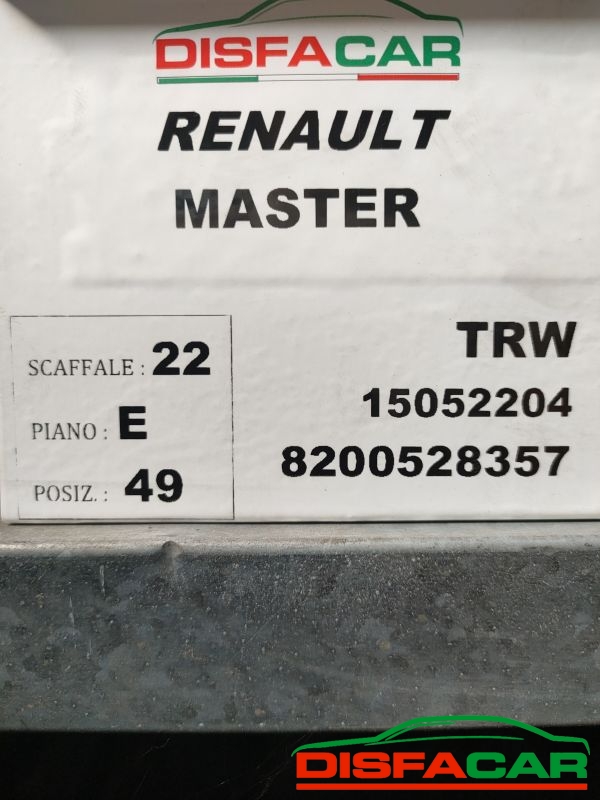 DISFACAR
RENAULT
MASTER
SCAFFALE : 22
PIANO : E
POSIZ. : 49
TRW
15052204
8200528357
DISFACAR